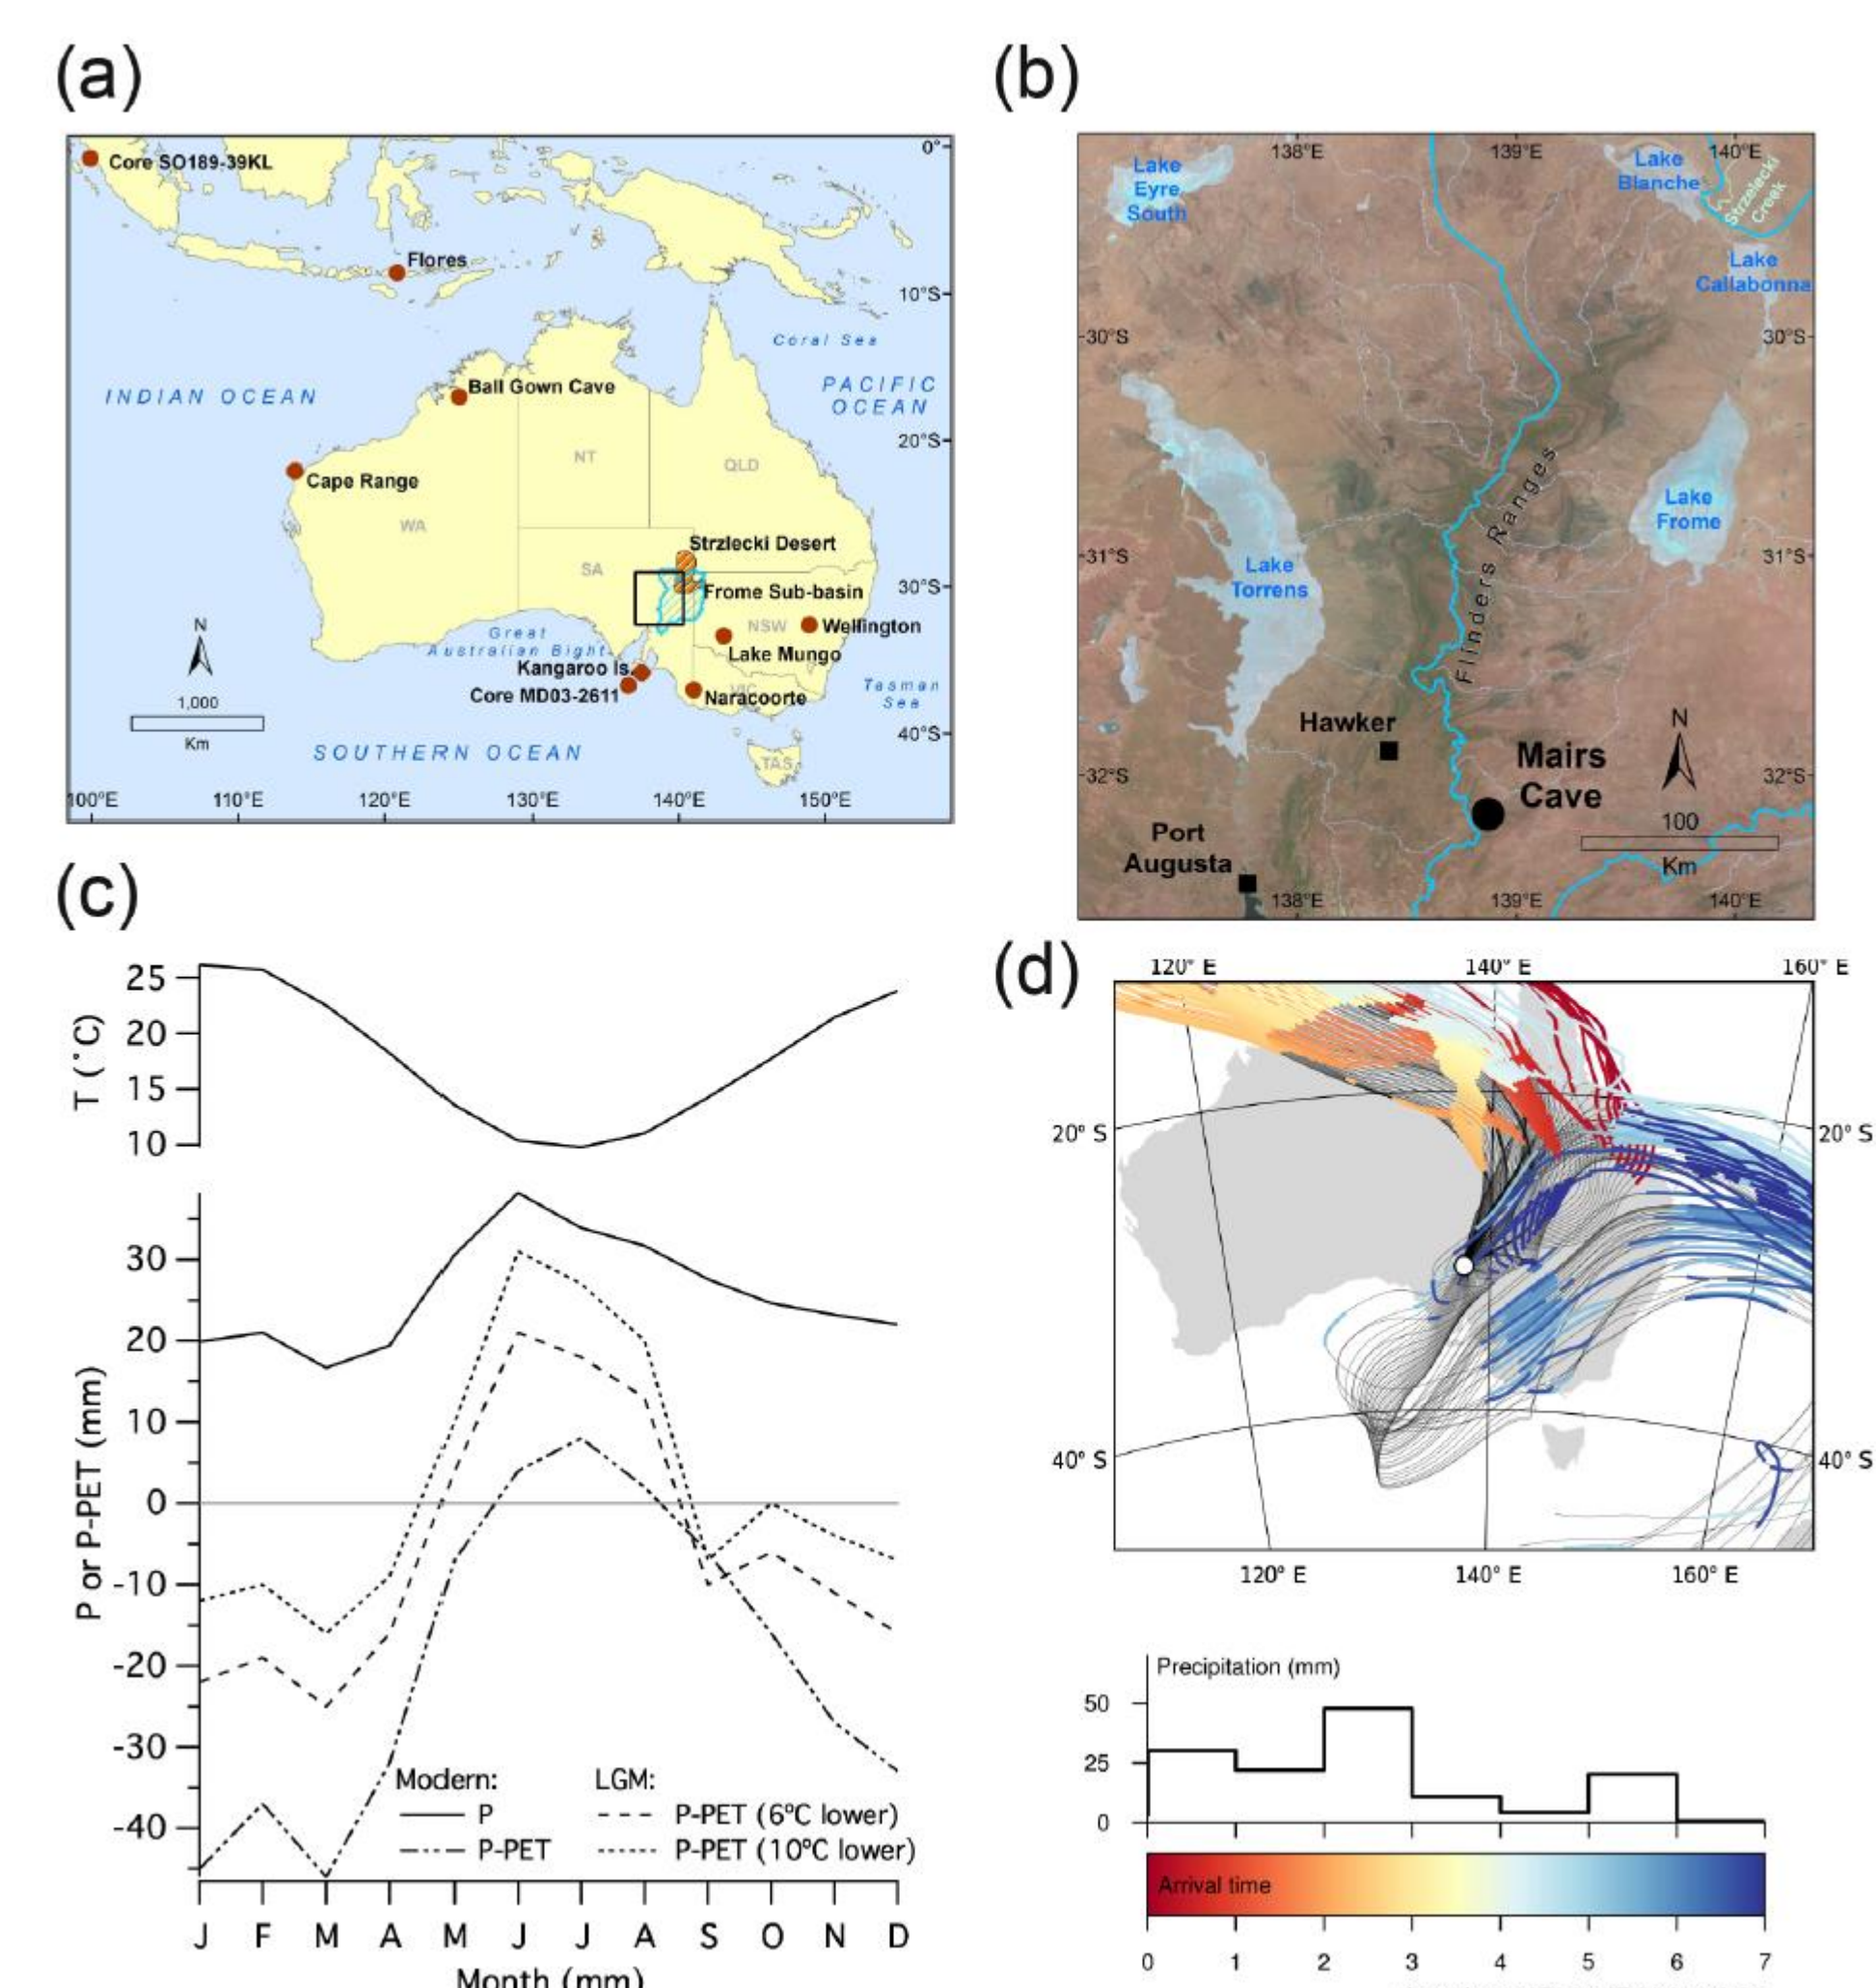 (a)
Core SO189-39KL
0°
Flores
10°S
Coral Sea
INDIAN OCEAN
Ball Gown Cave
PACIFIC
OCEAN
20°S
NT
QLD
Cape Range
WA
Strzlecki Desert
SA
Frome Sub-basin
30°S
N
Great
Australian Bight
NSW
Wellington
Lake Mungo
Kangaroo Is.
Core MD03-2611
VIC
Naracoorte
Tasman
Sea
1,000
Km
SOUTHERN OCEAN
40°S
TAS
100°E
110°E
120°E
130°E
140°E
150°E
(b)
138°E
139°E
140°E
Lake
Eyre
South
Lake
Blanche
Strzelecki
Creek
Lake
Callabonna
30°S
30°S
Flinders Ranges
Lake
Frome
31°S
31°S
Lake
Torrens
Hawker
Mairs
Cave
N
32°S
32°S
100
Km
Port
Augusta
138°E
139°E
140°E
(c)
T (°C)
25
20
15
10
P or P-PET (mm)
30
20
10
0
-10
-20
-30
-40
Modern:
P
P-PET
LGM:
P-PET (6ºC lower)
P-PET (10ºC lower)
J F M A M J J A S O N D
Month (mm)
(d)
120° E
140° E
160° E
20° S
20° S
40° S
40° S
120° E
140° E
160° E
Precipitation (mm)
50
25
0
Arrival time
0 1 2 3 4 5 6 7